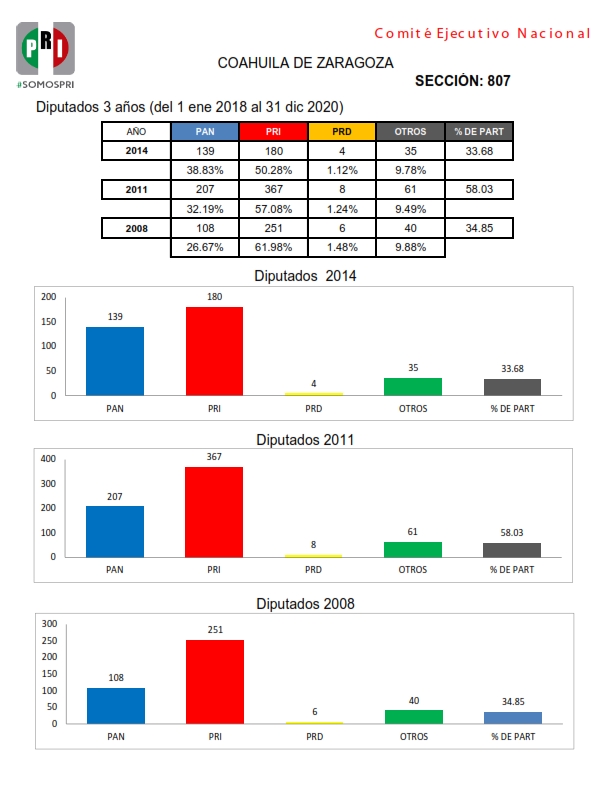 Comité Ejecutivo Nacional
PRI
#SOMOSPRI
COAHUILA DE ZARAGOZA
SECCIÓN: 807
Diputados 3 años (del 1 ene 2018 al 31 dic 2020)
AÑO PAN PRI PRD OTROS % DE PART
2014 139 180 4 35 33.68
38.83% 50.28% 1.12% 9.78%
2011 207 367 8 61 58.03
32.19% 57.08% 1.24% 9.49%
2008 108 251 6 40 34.85
26.67% 61.98% 1.48% 9.88%
Diputados 2014
200
150
100
50
0
139 180 4 35 33.68
PAN PRI PRD OTROS % DE PART
Diputados 2011
400
300
200
100
0
207 367 8 61 58.03
PAN PRI PRD OTROS % DE PART
Diputados 2008
300
250
200
150
100
50
0
108 251 6 40 34.85
PAN PRI PRD OTROS % DE PART